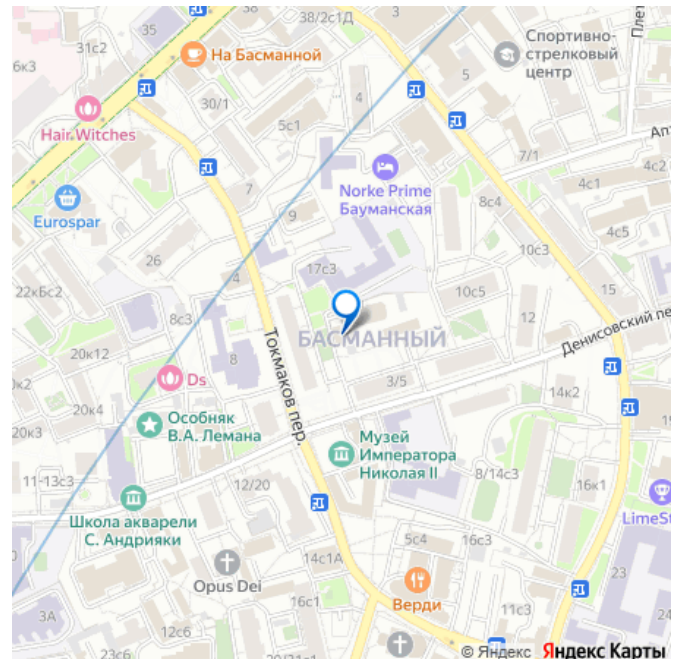 38/2с1Д
35
31с2
6к3
На Басманной
Спортивно-
стрелковый
центр
Плет
5
4
30/1
5с1
Hair Witches
7/1
Ап
4с2
4с1
Norke Prime
Бауманская
7
8с4
Eurospar
9
4с5
10с3
26
17с3
4
22кБс2
10с5
15
8с3
12
БАСМАННЫЙ
Денисовский пе
20к12
8
Токмаков пер.
0к2
Ds
3/5
14к2
20к4
Особняк
В.А. Лемана
20к3
Музей
Императора
Николая II
11-13с3
12/20
8/14с3
16к1
Школа акварели
С. Андрияки
LimeSt
5с4
16с3
14с1А
Opus Dei
23
Верди
16с1
11с3
3А
12с6
23с6
20/21с1
© Яндекс Яндекс Карты